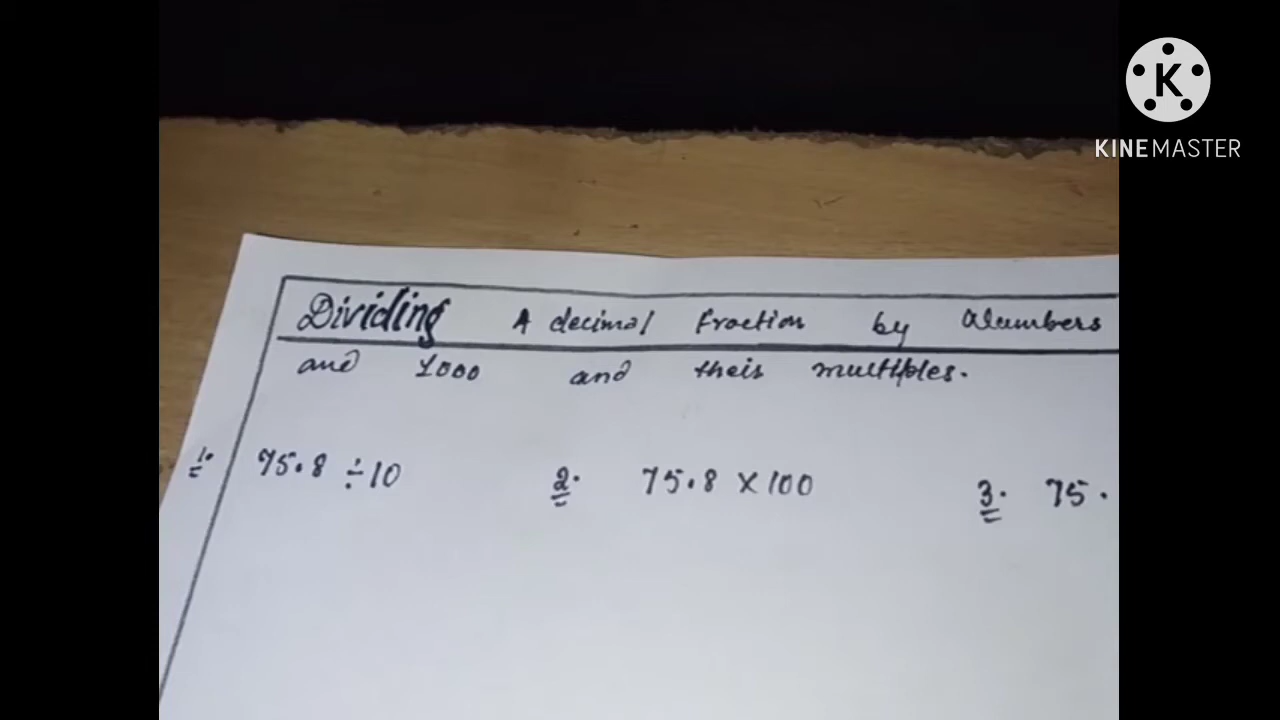 KINEMASTER
Dividing A decimal fraction by Numbers
and 1000 and their multiples.
1. 75.8 ÷ 10
2. 75.8 × 100
3. 75.